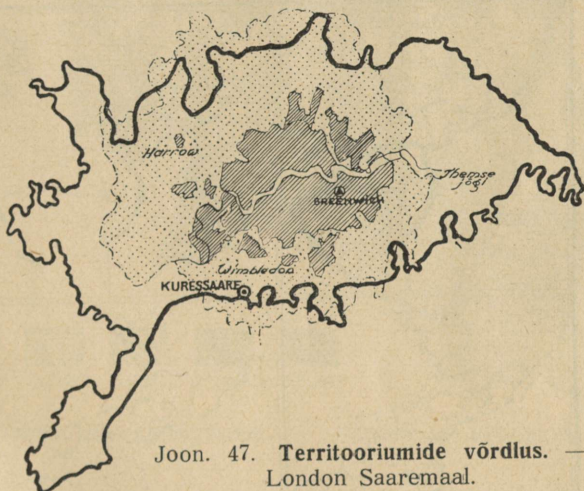 Harrow
Themse
jõgi
GREENWICH
Wimbledon
KURESSAARE
Joon. 47. Territooriumide võrdlus. —
London Saaremaal.